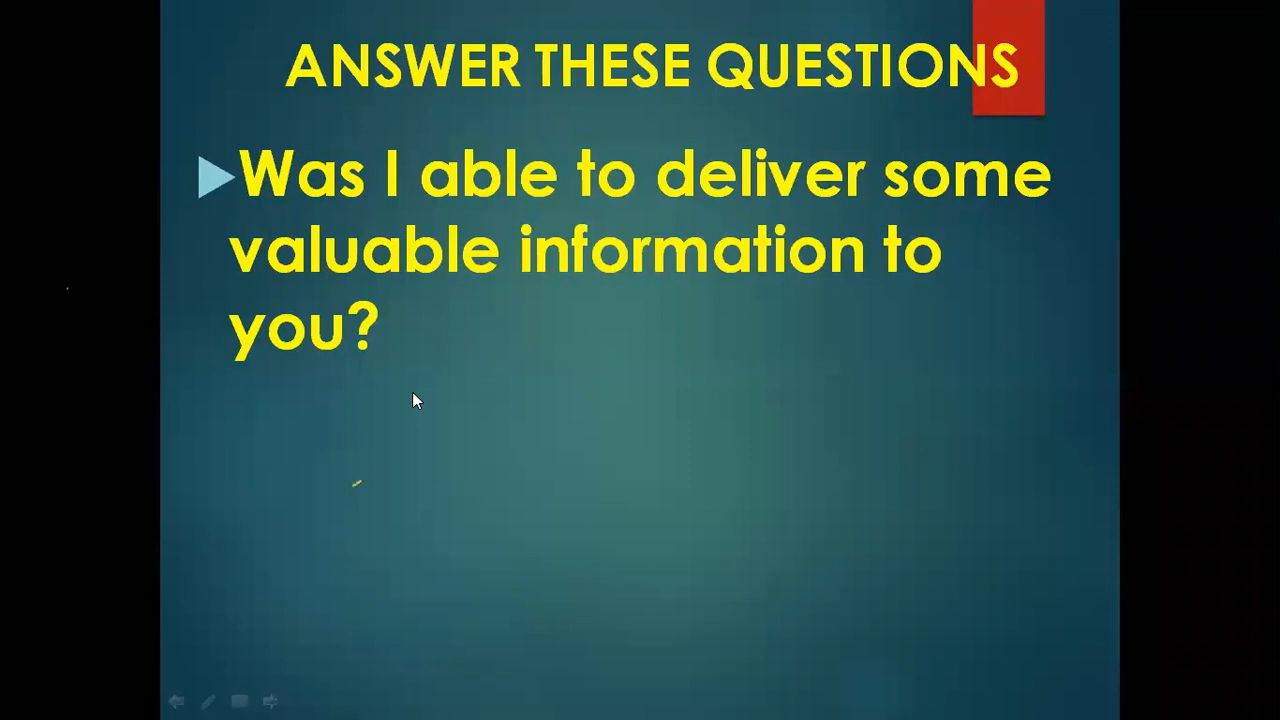 ANSWER THESE QUESTIONS
Was I able to deliver some
valuable information to
you?